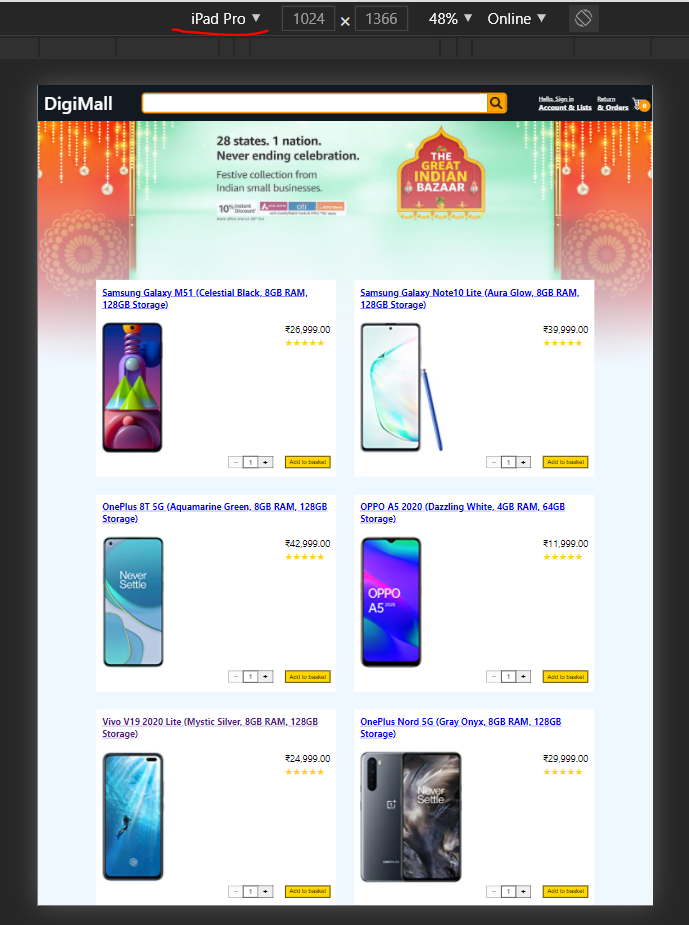 iPad Pro ▼ 1024 × 1366 48% ▼ Online ▼
DigiMall
Hello, Sign in
Account & Lists
Return
& Orders
0
28 states. 1 nation.
Never ending celebration.
Festive collection from
Indian small businesses.
10% Instant
Discount*
citi
THE
GREAT
INDIAN
BAZAAR
Samsung Galaxy M51 (Celestial Black, 8GB RAM,
128GB Storage)
₹26,999.00
★★★★★
− 1 +
Add to basket
Samsung Galaxy Note10 Lite (Aura Glow, 8GB RAM,
128GB Storage)
₹39,999.00
★★★★★
− 1 +
Add to basket
OnePlus 8T 5G (Aquamarine Green, 8GB RAM, 128GB
Storage)
₹42,999.00
★★★★★
Never
Settle
− 1 +
Add to basket
OPPO A5 2020 (Dazzling White, 4GB RAM, 64GB
Storage)
₹11,999.00
★★★★★
OPPO
A5 2020
− 1 +
Add to basket
Vivo V19 2020 Lite (Mystic Silver, 8GB RAM, 128GB
Storage)
₹24,999.00
★★★★★
− 1 +
Add to basket
OnePlus Nord 5G (Gray Onyx, 8GB RAM, 128GB
Storage)
₹29,999.00
★★★★★
Never
Settle
ONEPLUS
− 1 +
Add to basket